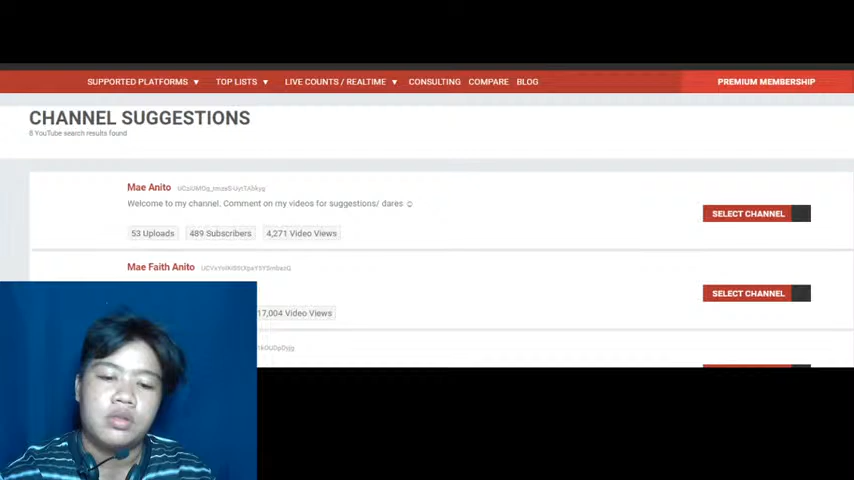 SUPPORTED PLATFORMS ▼ TOP LISTS ▼ LIVE COUNTS / REALTIME ▼ CONSULTING COMPARE BLOG PREMIUM MEMBERSHIP
CHANNEL SUGGESTIONS
8 YouTube search results found
Mae Anito
Welcome to my channel. Comment on my videos for suggestions/ dares ☺
SELECT CHANNEL
53 Uploads 489 Subscribers 4,271 Video Views
Mae Faith Anito
SELECT CHANNEL
17,004 Video Views